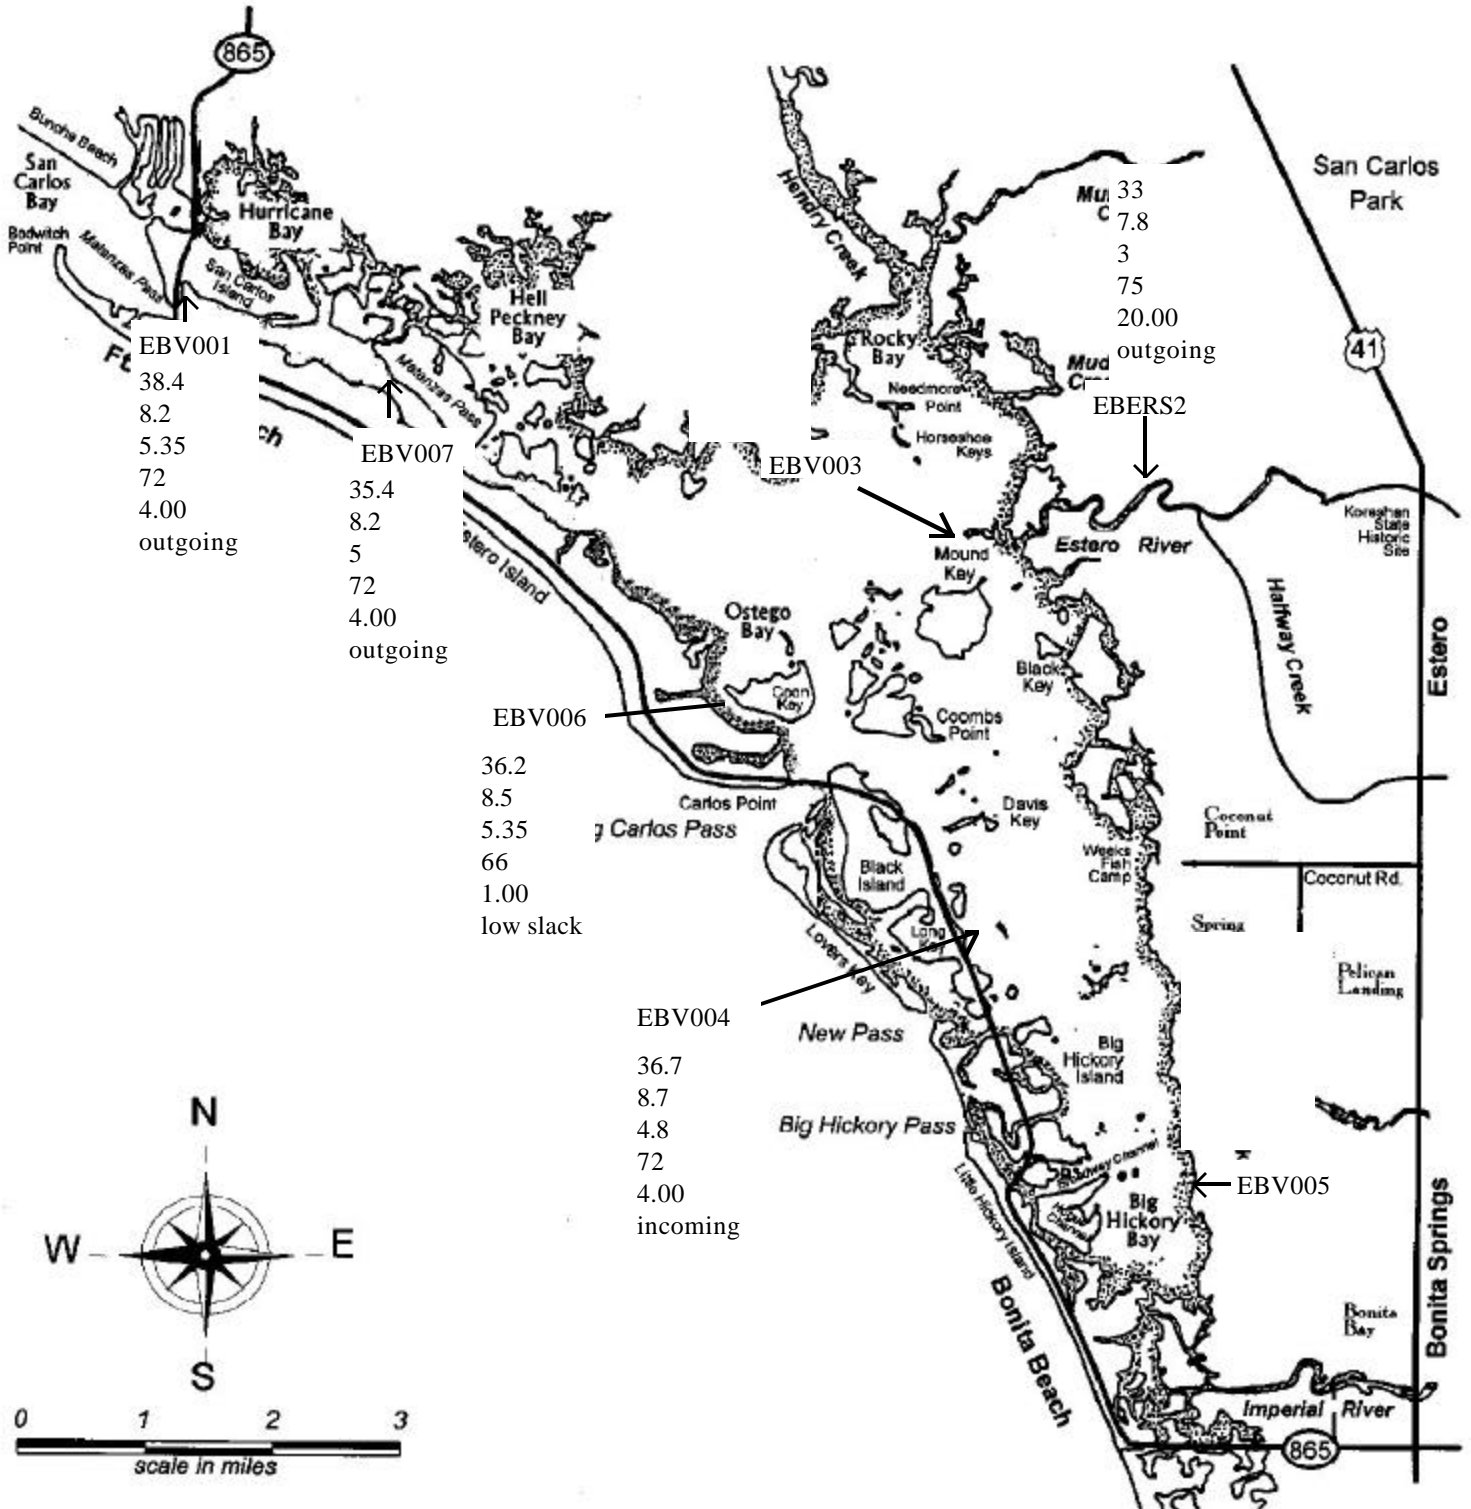 865
Bunche Beach
San
Carlos
Bay
Bodwitch
Point
Matanzas Pass
Hurricane
Bay
San Carlos
Island
Hell
Peckney
Bay
Matanzas Pass
Hendry Creek
San Carlos
Park
33
7.8
3
75
20.00
outgoing
EBERS2
41
Rocky
Bay
Needmore
Point
Horseshoe
Keys
EBV001
38.4
8.2
5.35
72
4.00
outgoing
EBV007
35.4
8.2
5
72
4.00
outgoing
EBV003
Mound
Key
Estero River
Koreshan
State
Historic
Site
Halfway Creek
Estero
stero Island
Ostego
Bay
Coon
Key
Black
Key
Coombs
Point
EBV006
36.2
8.5
5.35
66
1.00
low slack
Carlos Point
g Carlos Pass
Davis
Key
Black
Island
Weeks
Fish
Camp
Coconut
Point
Coconut Rd.
Spring
Pelican
Landing
Long
Key
Lovers Key
EBV004
36.7
8.7
4.8
72
4.00
incoming
New Pass
Big
Hickory
Island
Big Hickory Pass
Channel
EBV005
Big
Hickory
Bay
Channel
Little Hickory Island
Bonita Beach
Bonita Springs
Bonita
Bay
Imperial River
865
N
W E
S
0 1 2 3
scale in miles